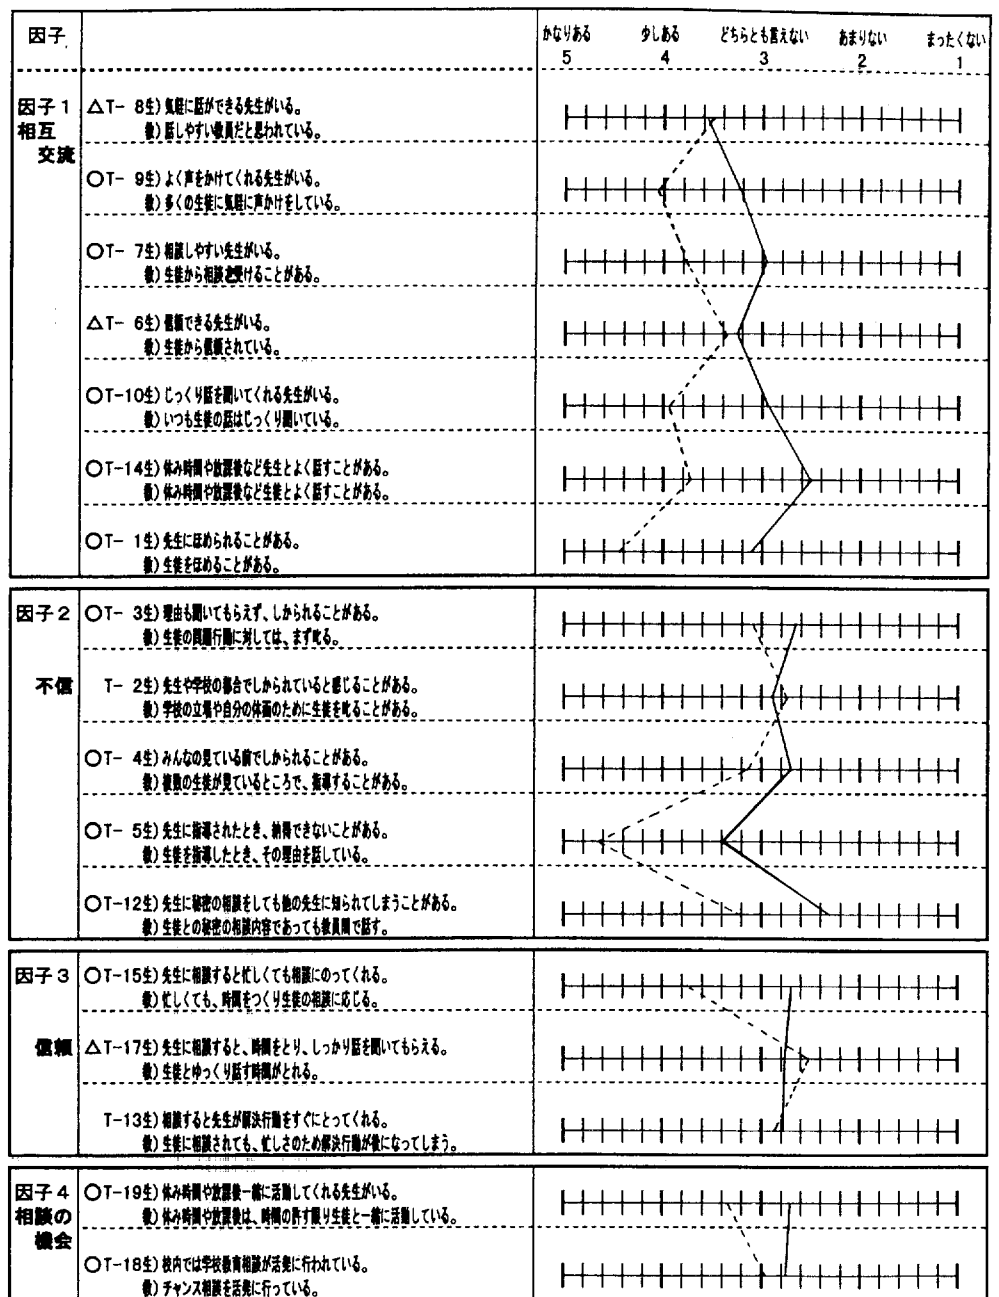 因子
かなりある 少しある どちらとも言えない あまりない まったくない
5 4 3 2 1
因子1
相互
交流
△T- 8生)気軽に話ができる先生がいる。
教)話しやすい教員だと思われている。
○T- 9生)よく声をかけてくれる先生がいる。
教)多くの生徒に気軽に声かけをしている。
○T- 7生)相談しやすい先生がいる。
教)生徒から相談を受けることがある。
△T- 6生)信頼できる先生がいる。
教)生徒から信頼されている。
○T-10生)じっくり話を聞いてくれる先生がいる。
教)いつも生徒の話はじっくり聞いている。
○T-14生)休み時間や放課後など先生とよく話すことがある。
教)休み時間や放課後など生徒とよく話すことがある。
○T- 1生)先生にほめられることがある。
教)生徒をほめることがある。
因子2
不信
○T- 3生)理由も聞いてもらえず、しかられることがある。
教)生徒の問題行動に対しては、まず叱る。
T- 2生)先生や学校の都合でしかられていると感じることがある。
教)学校の立場や自分の体面のために生徒を叱ることがある。
○T- 4生)みんなの見ている前でしかられることがある。
教)複数の生徒が見ているところで、指導することがある。
○T- 5生)先生に指導されたとき、納得できないことがある。
教)生徒を指導したとき、その理由を話している。
○T-12生)先生に秘密の相談をしても他の先生に知られてしまうことがある。
教)生徒との秘密の相談内容であっても教員間で話す。
因子3
信頼
○T-15生)先生に相談すると忙しくても相談にのってくれる。
教)忙しくても、時間をつくり生徒の相談に応じる。
△T-17生)先生に相談すると、時間をとり、しっかり話を聞いてもらえる。
教)生徒とゆっくり話す時間がとれる。
T-13生)相談すると先生が解決行動をすぐにとってくれる。
教)生徒に相談されても、忙しさのため解決行動が後になってしまう。
因子4
相談の
機会
○T-19生)休み時間や放課後一緒に活動してくれる先生がいる。
教)休み時間や放課後は、時間の許す限り生徒と一緒に活動している。
○T-18生)校内では学校教育相談が活発に行われている。
教)チャンス相談を活発に行っている。